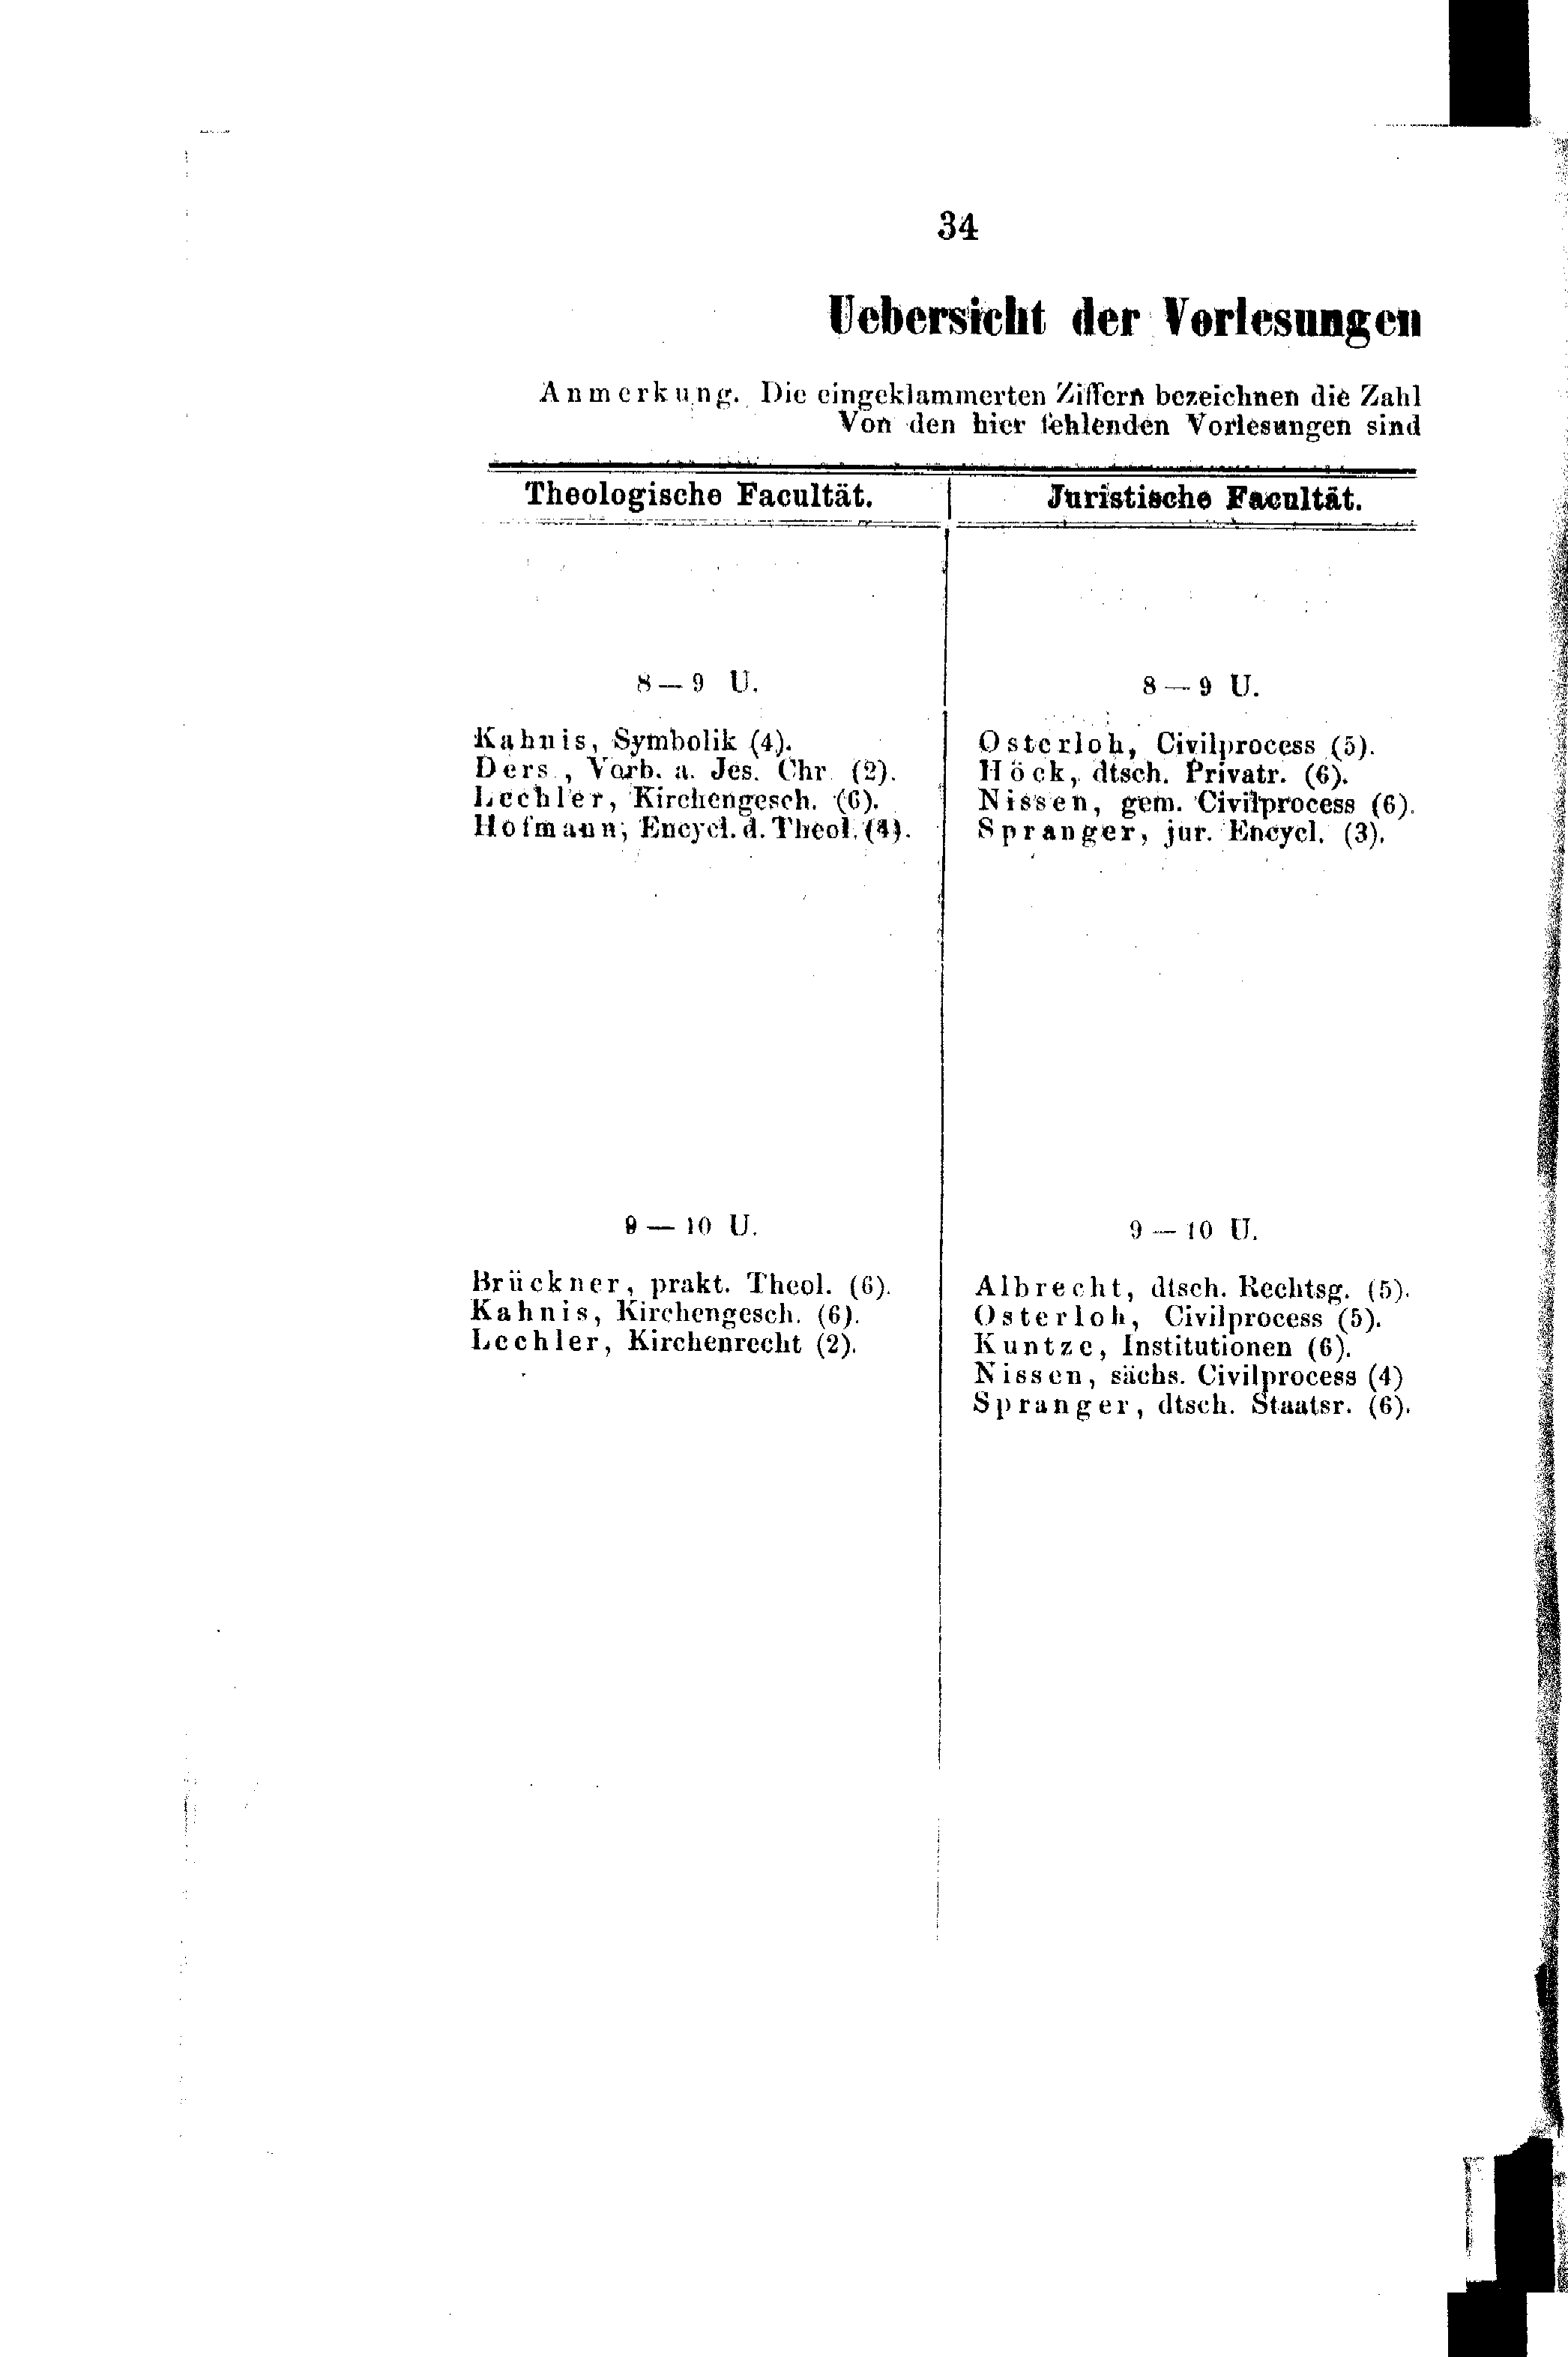 34
Uebersicht der Vorlesungen
Anmerkung. Die eingeklammerten Ziffern bezeichnen die Zahl
Von den hier fehlenden Vorlesungen sind
Theologische Facultät.
8 — 9 U.
Kahnis, Symbolik (4).
Ders., Vorb. a. Jes. Chr. (2).
Lechler, Kirchengesch. (6).
Hofmann, Encycl. d. Theol. (4).
9 — 10 U.
Brückner, prakt. Theol. (6).
Kahnis, Kirchengesch. (6).
Lechler, Kirchenrecht (2).
Juristische Facultät.
8 — 9 U.
Osterloh, Civilprocess (5).
Höck, dtsch. Privatr. (6).
Nissen, gem. Civilprocess (6).
Spranger, jur. Encycl. (3).
9 — 10 U.
Albrecht, dtsch. Rechtsg. (5).
Osterloh, Civilprocess (5).
Kuntze, Institutionen (6).
Nissen, sächs. Civilprocess (4)
Spranger, dtsch. Staatsr. (6).